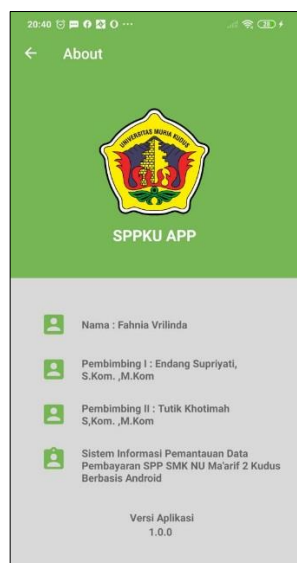 20:40
About
UNIVERSITAS MURIA KUDUS
SPPKU APP
Nama : Fahnia Vrilinda
Pembimbing I : Endang Supriyati,
S.Kom. ,M.Kom
Pembimbing II : Tutik Khotimah
S,Kom. ,M.Kom
Sistem Informasi Pemantauan Data
Pembayaran SPP SMK NU Ma'arif 2 Kudus
Berbasis Android
Versi Aplikasi
1.0.0